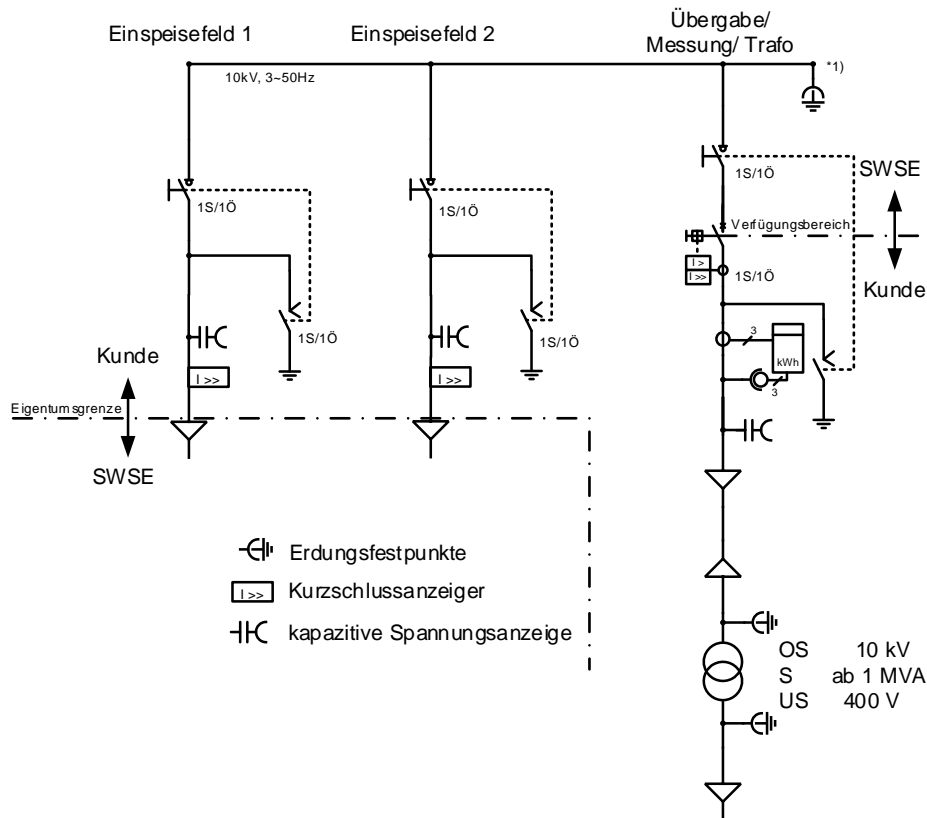 Einspeisefeld 1
Einspeisefeld 2
Übergabe/
Messung/ Trafo
10kV, 3~50Hz
*1)
1S/1Ö
1S/1Ö
1S/1Ö
SWSE
Verfügungsbereich
I >
I >>
1S/1Ö
Kunde
1S/1Ö
1S/1Ö
3
kWh
3
Kunde
I >>
I >>
Eigentumsgrenze
SWSE
Erdungsfestpunkte
I >>
Kurzschlussanzeiger
kapazitive Spannungsanzeige
OS 10 kV
S ab 1 MVA
US 400 V